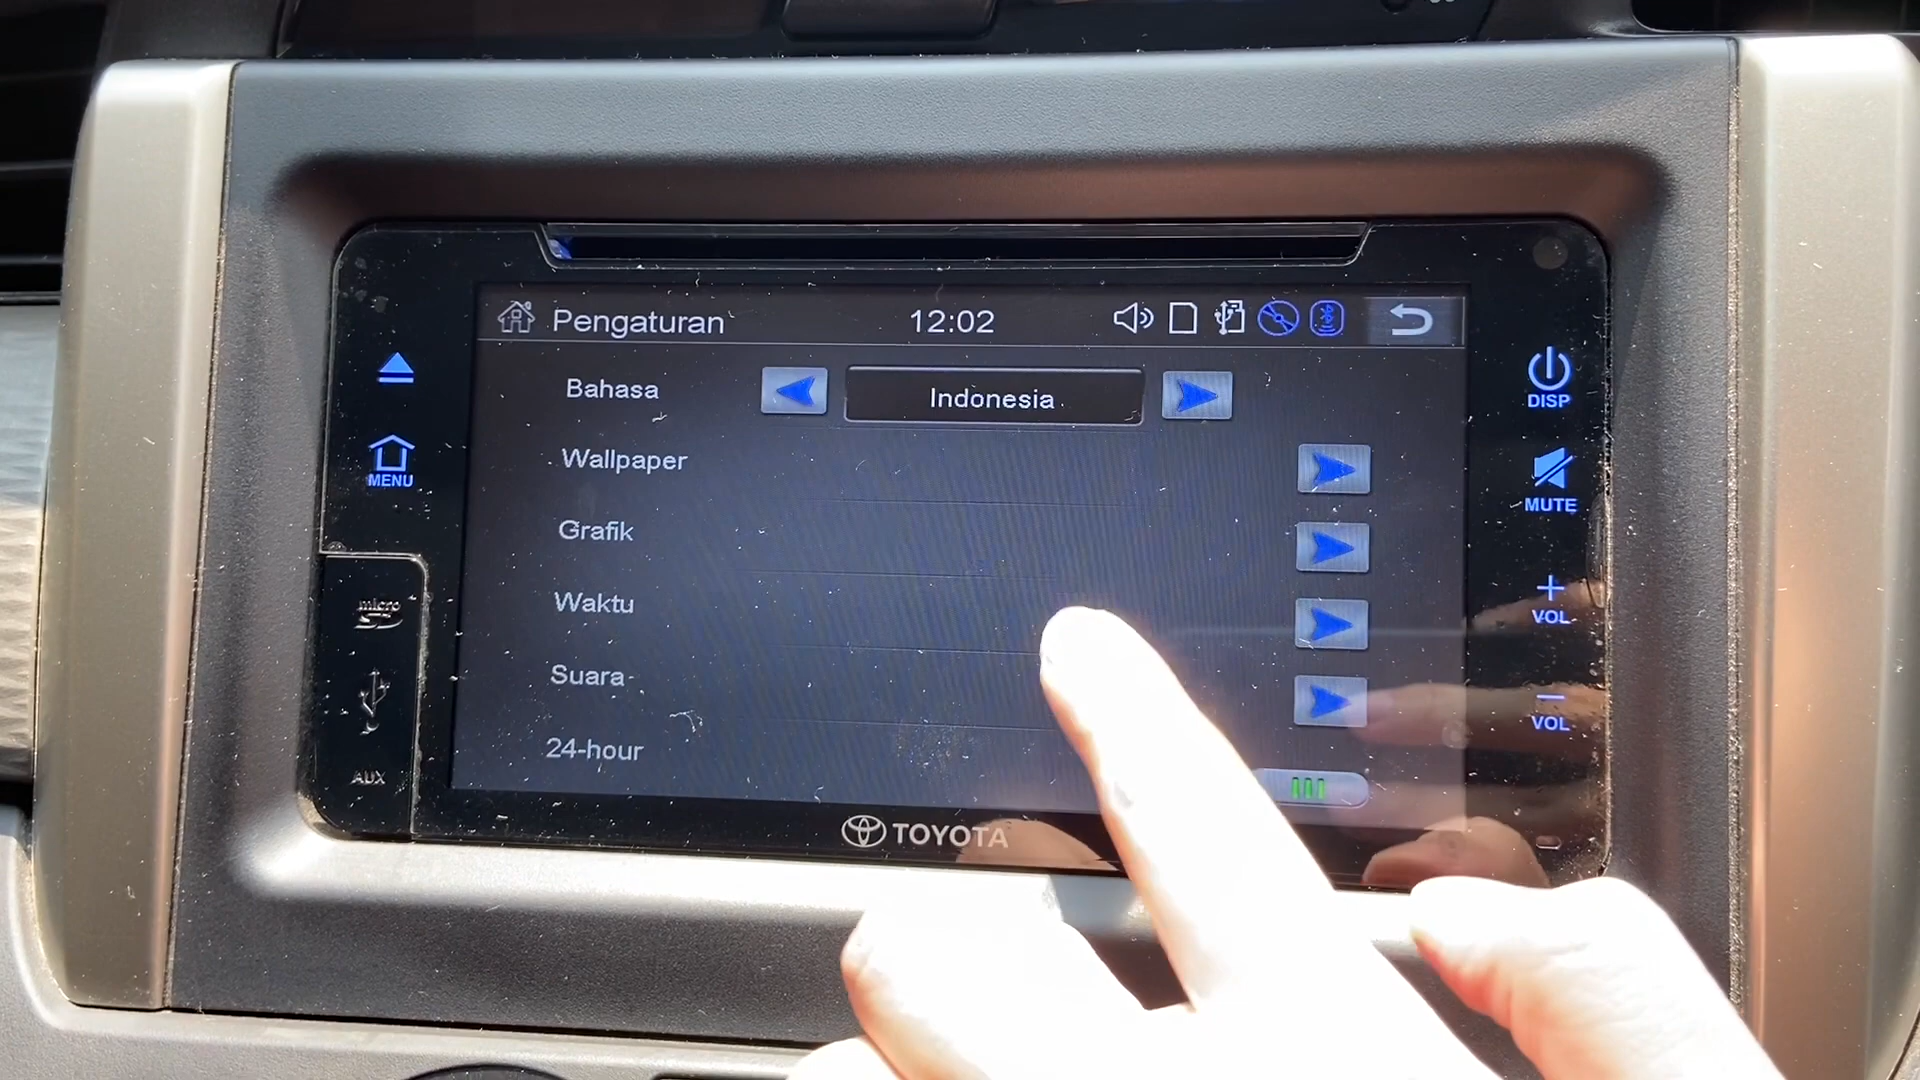 Pengaturan 12:02
Bahasa Indonesia
Wallpaper
Grafik
Waktu
Suara
24-hour
MENU
micro SD
AUX
DISP
MUTE
+
VOL
−
VOL
TOYOTA